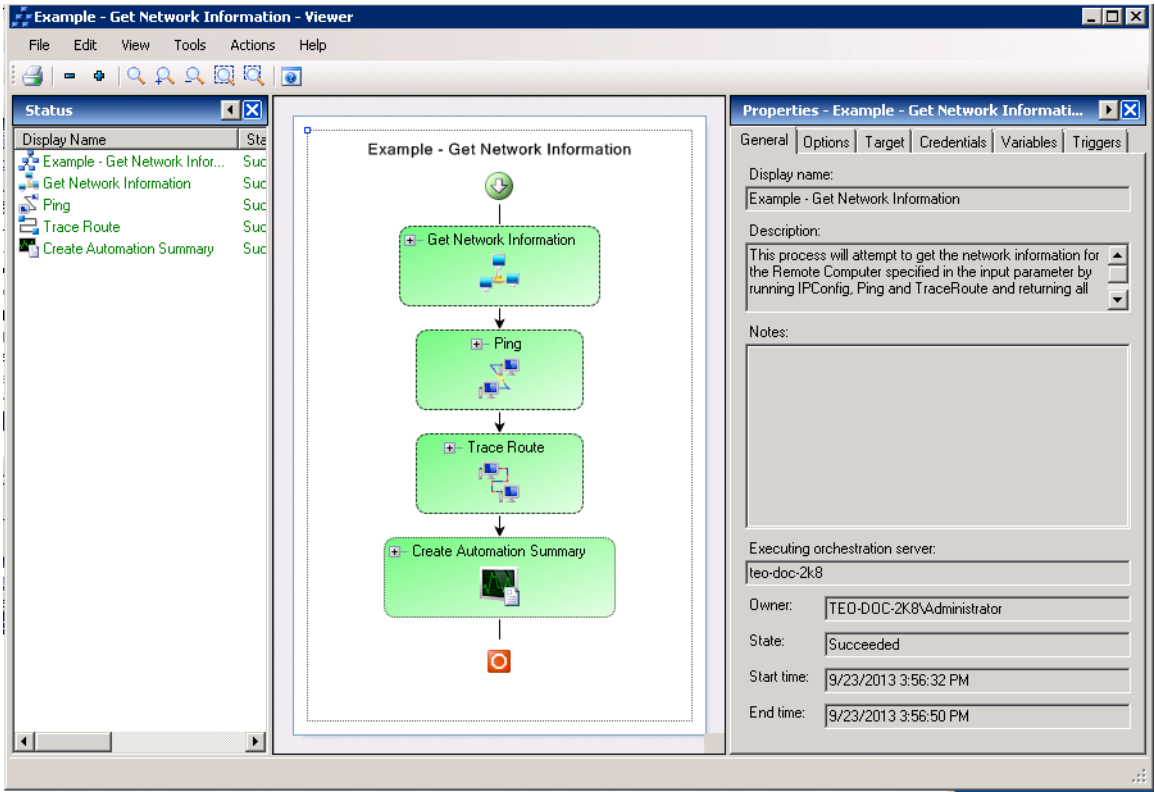 Example - Get Network Information - Viewer
File Edit View Tools Actions Help
Status
Display Name Sta
Example - Get Network Infor... Suc
Get Network Information Suc
Ping Suc
Trace Route Suc
Create Automation Summary Suc
Example - Get Network Information
Get Network Information
Ping
Trace Route
Create Automation Summary
Properties - Example - Get Network Informati...
General Options Target Credentials Variables Triggers
Display name:
Example - Get Network Information
Description:
This process will attempt to get the network information for
the Remote Computer specified in the input parameter by
running IPConfig, Ping and TraceRoute and returning all
Notes:
Executing orchestration server:
teo-doc-2k8
Owner: TEO-DOC-2K8\Administrator
State: Succeeded
Start time: 9/23/2013 3:56:32 PM
End time: 9/23/2013 3:56:50 PM